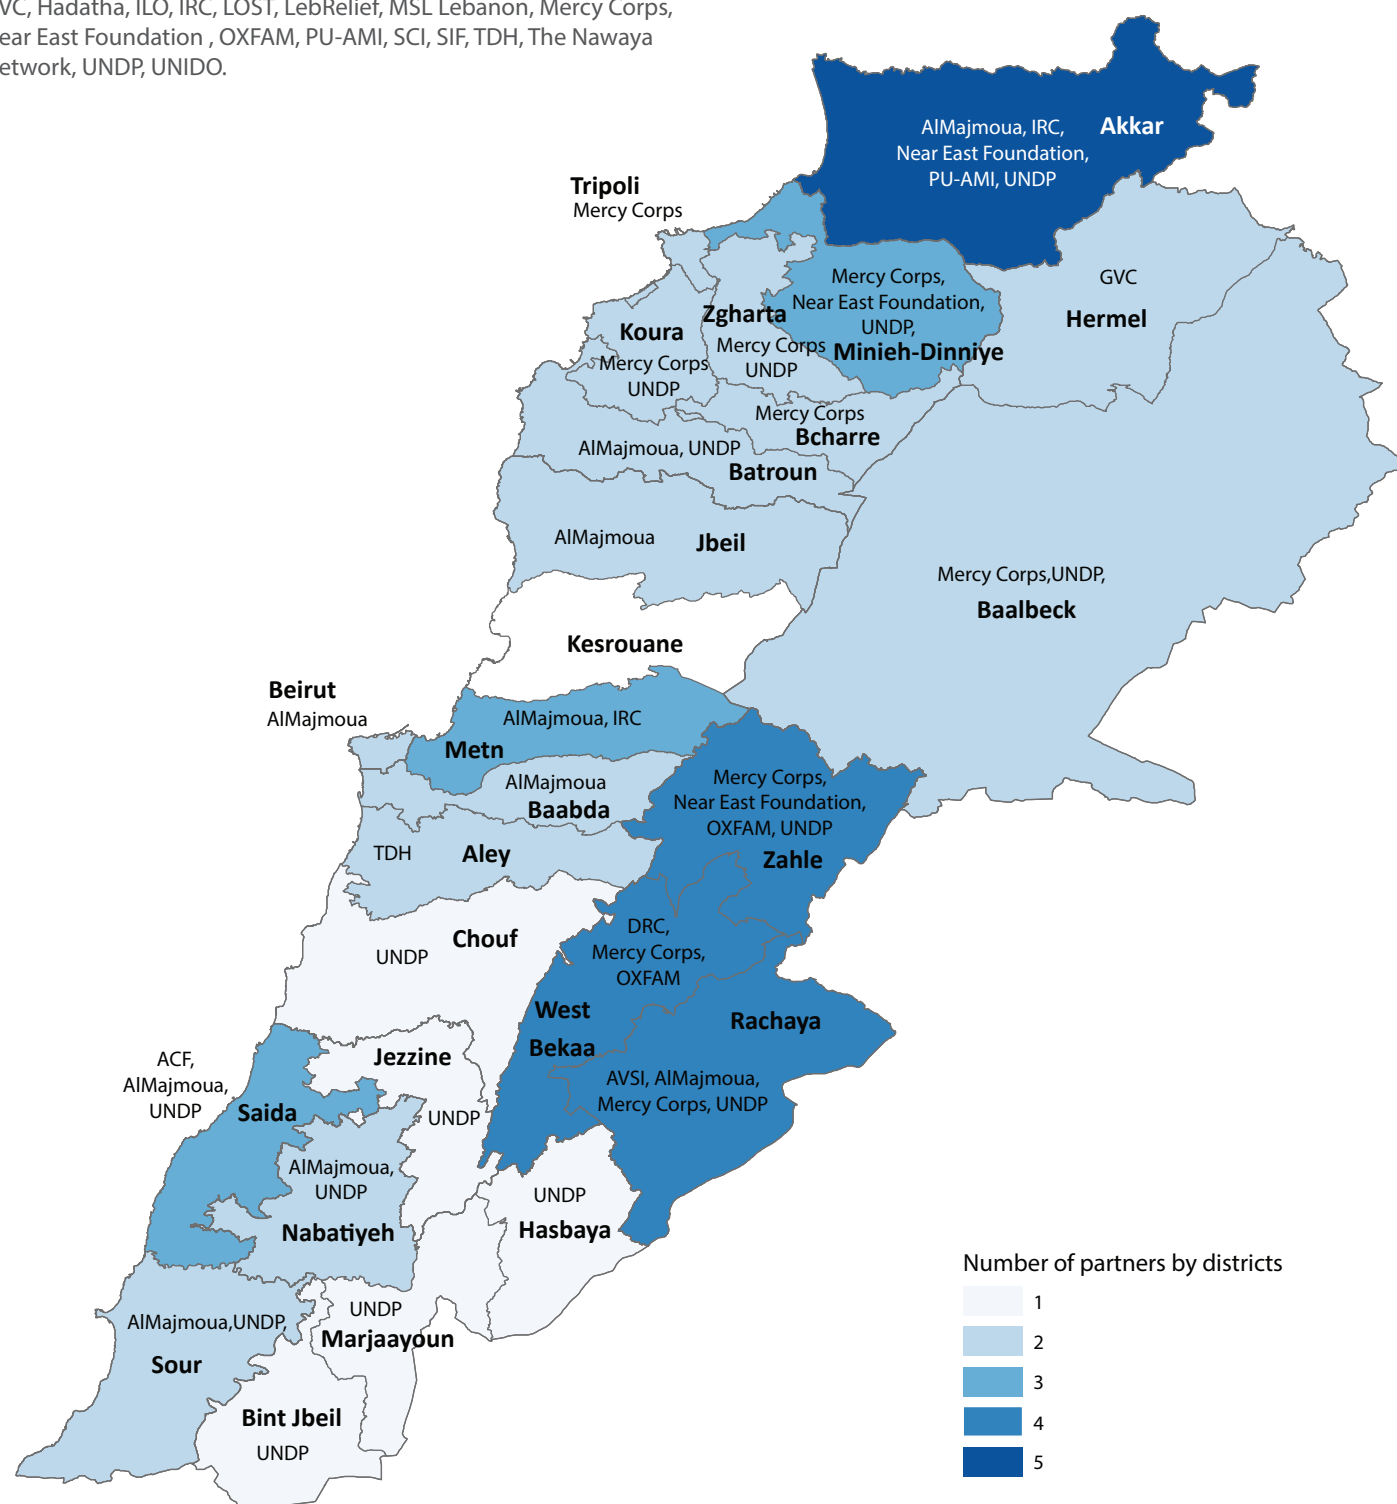 VC, Hadatha, ILO, IRC, LOST, LebRelief, MSL Lebanon, Mercy Corps,
ear East Foundation , OXFAM, PU-AMI, SCI, SIF, TDH, The Nawaya
etwork, UNDP, UNIDO.
AlMajmoua, IRC,
Near East Foundation,
PU-AMI, UNDP
Akkar
Tripoli
Mercy Corps
GVC
Hermel
Mercy Corps,
Near East Foundation,
UNDP,
Minieh-Dinniye
Zgharta
Mercy Corps
UNDP
Koura
Mercy Corps
UNDP
Mercy Corps
Bcharre
AlMajmoua, UNDP
Batroun
AlMajmoua
Jbeil
Mercy Corps,UNDP,
Baalbeck
Kesrouane
Beirut
AlMajmoua
AlMajmoua, IRC
Metn
AlMajmoua
Baabda
Mercy Corps,
Near East Foundation,
OXFAM, UNDP
Zahle
TDH
Aley
Chouf
UNDP
DRC,
Mercy Corps,
OXFAM
West
Bekaa
Rachaya
AVSI, AlMajmoua,
Mercy Corps, UNDP
Jezzine
UNDP
ACF,
AlMajmoua,
UNDP
Saida
AlMajmoua,
UNDP
Nabatiyeh
UNDP
Hasbaya
UNDP
Marjaayoun
AlMajmoua,UNDP,
Sour
Bint Jbeil
UNDP
Number of partners by districts
1
2
3
4
5